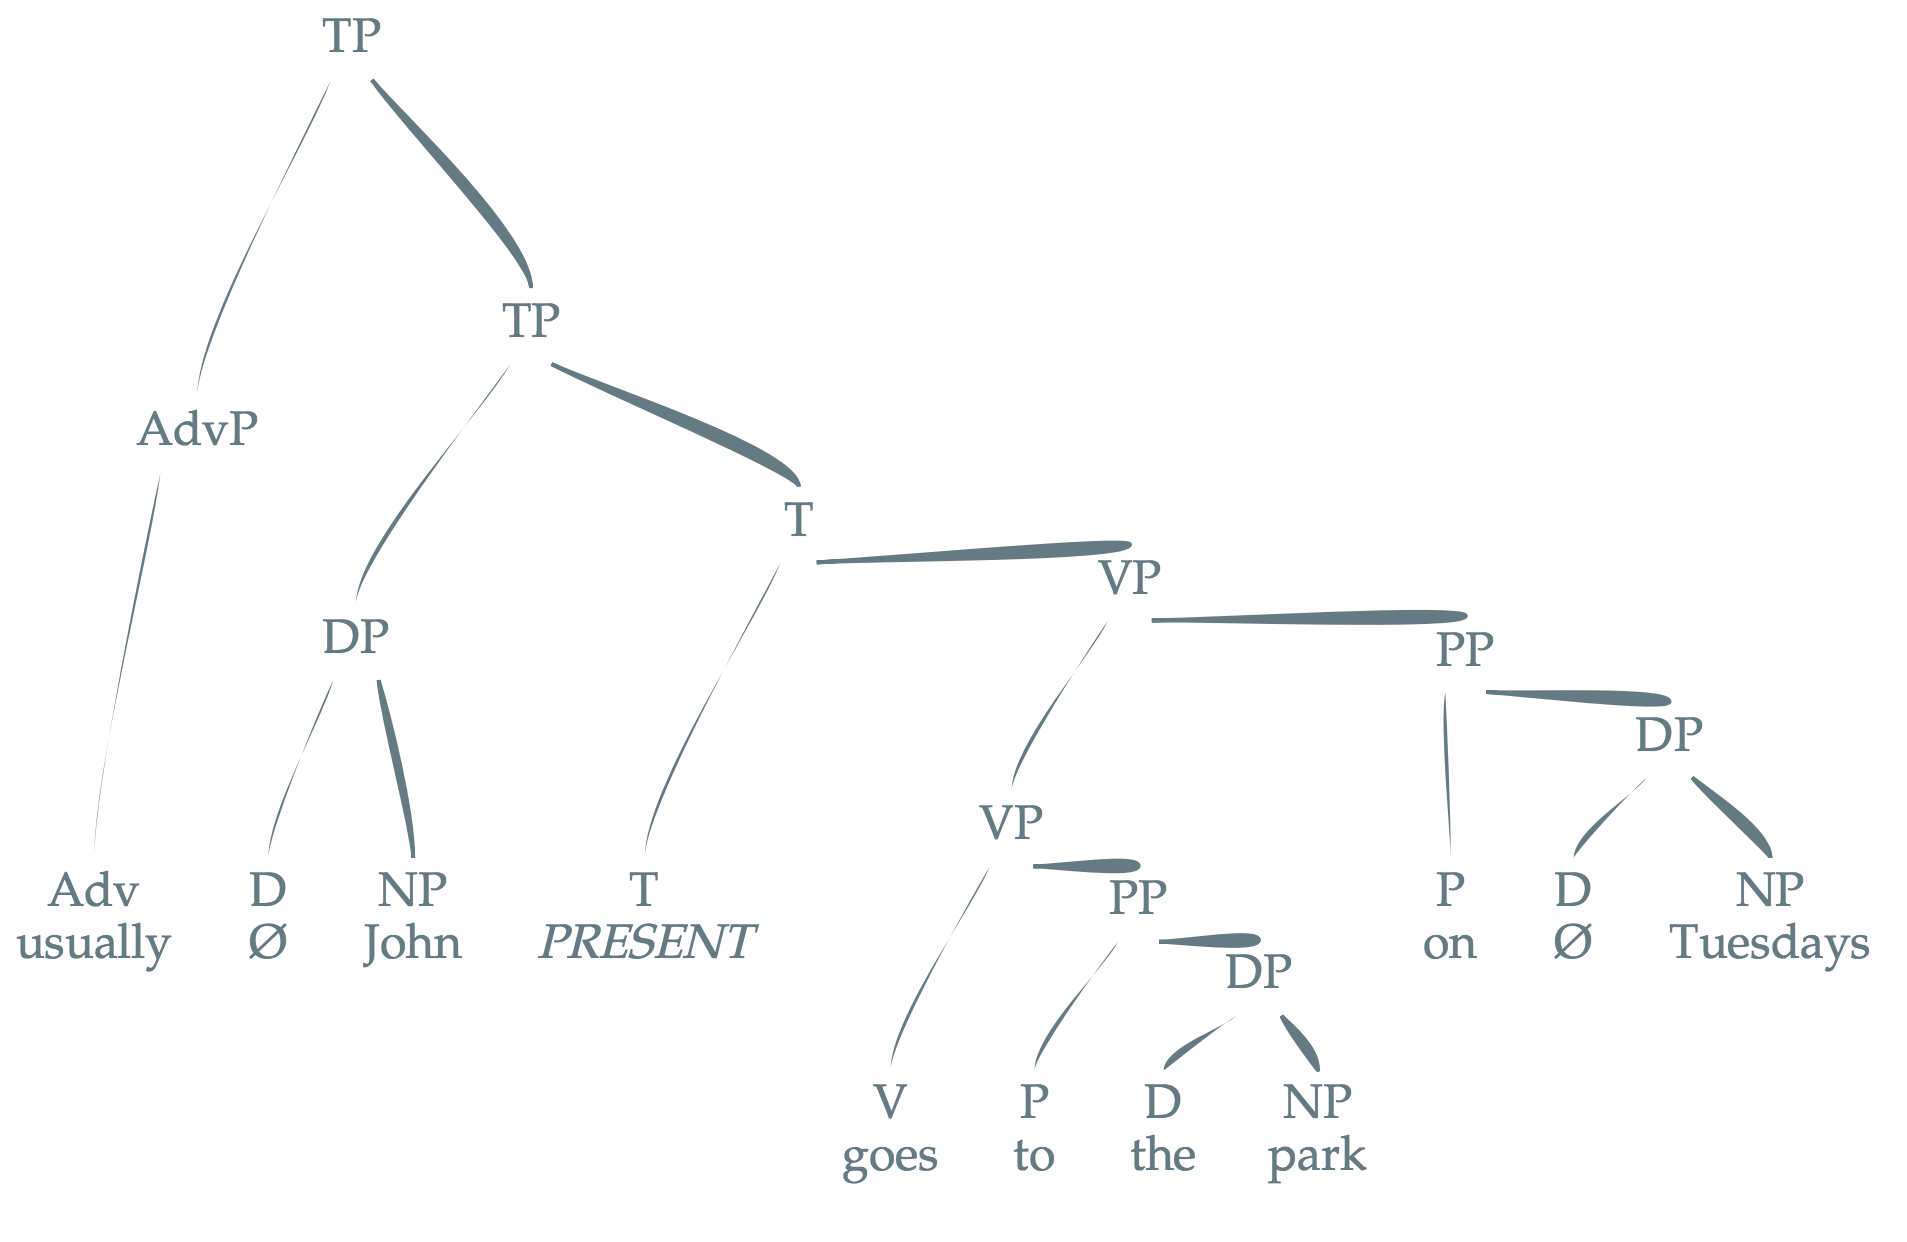 TP
TP
AdvP
T
VP
DP
PP
DP
VP
Adv D NP T PP P D NP
usually Ø John PRESENT on Ø Tuesdays
DP
V P D NP
goes to the park